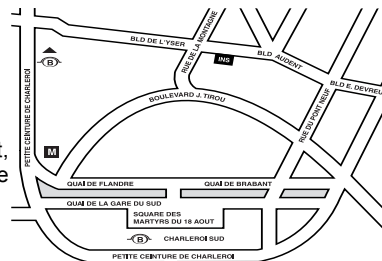 BLD DE L'YSER
RUE DE LA MONTAGNE
INS
BLD AUDENT
BLD E. DEVREU
PETITE CEINTURE DE CHARLEROI
B
BOULEVARD J. TIROU
RUE DU PONT NEUF
t,
e
M
QUAI DE FLANDRE
QUAI DE BRABANT
QUAI DE LA GARE DU SUD
SQUARE DES
MARTYRS DU 18 AOUT
B
CHARLEROI SUD
PETITE CEINTURE DE CHARLEROI